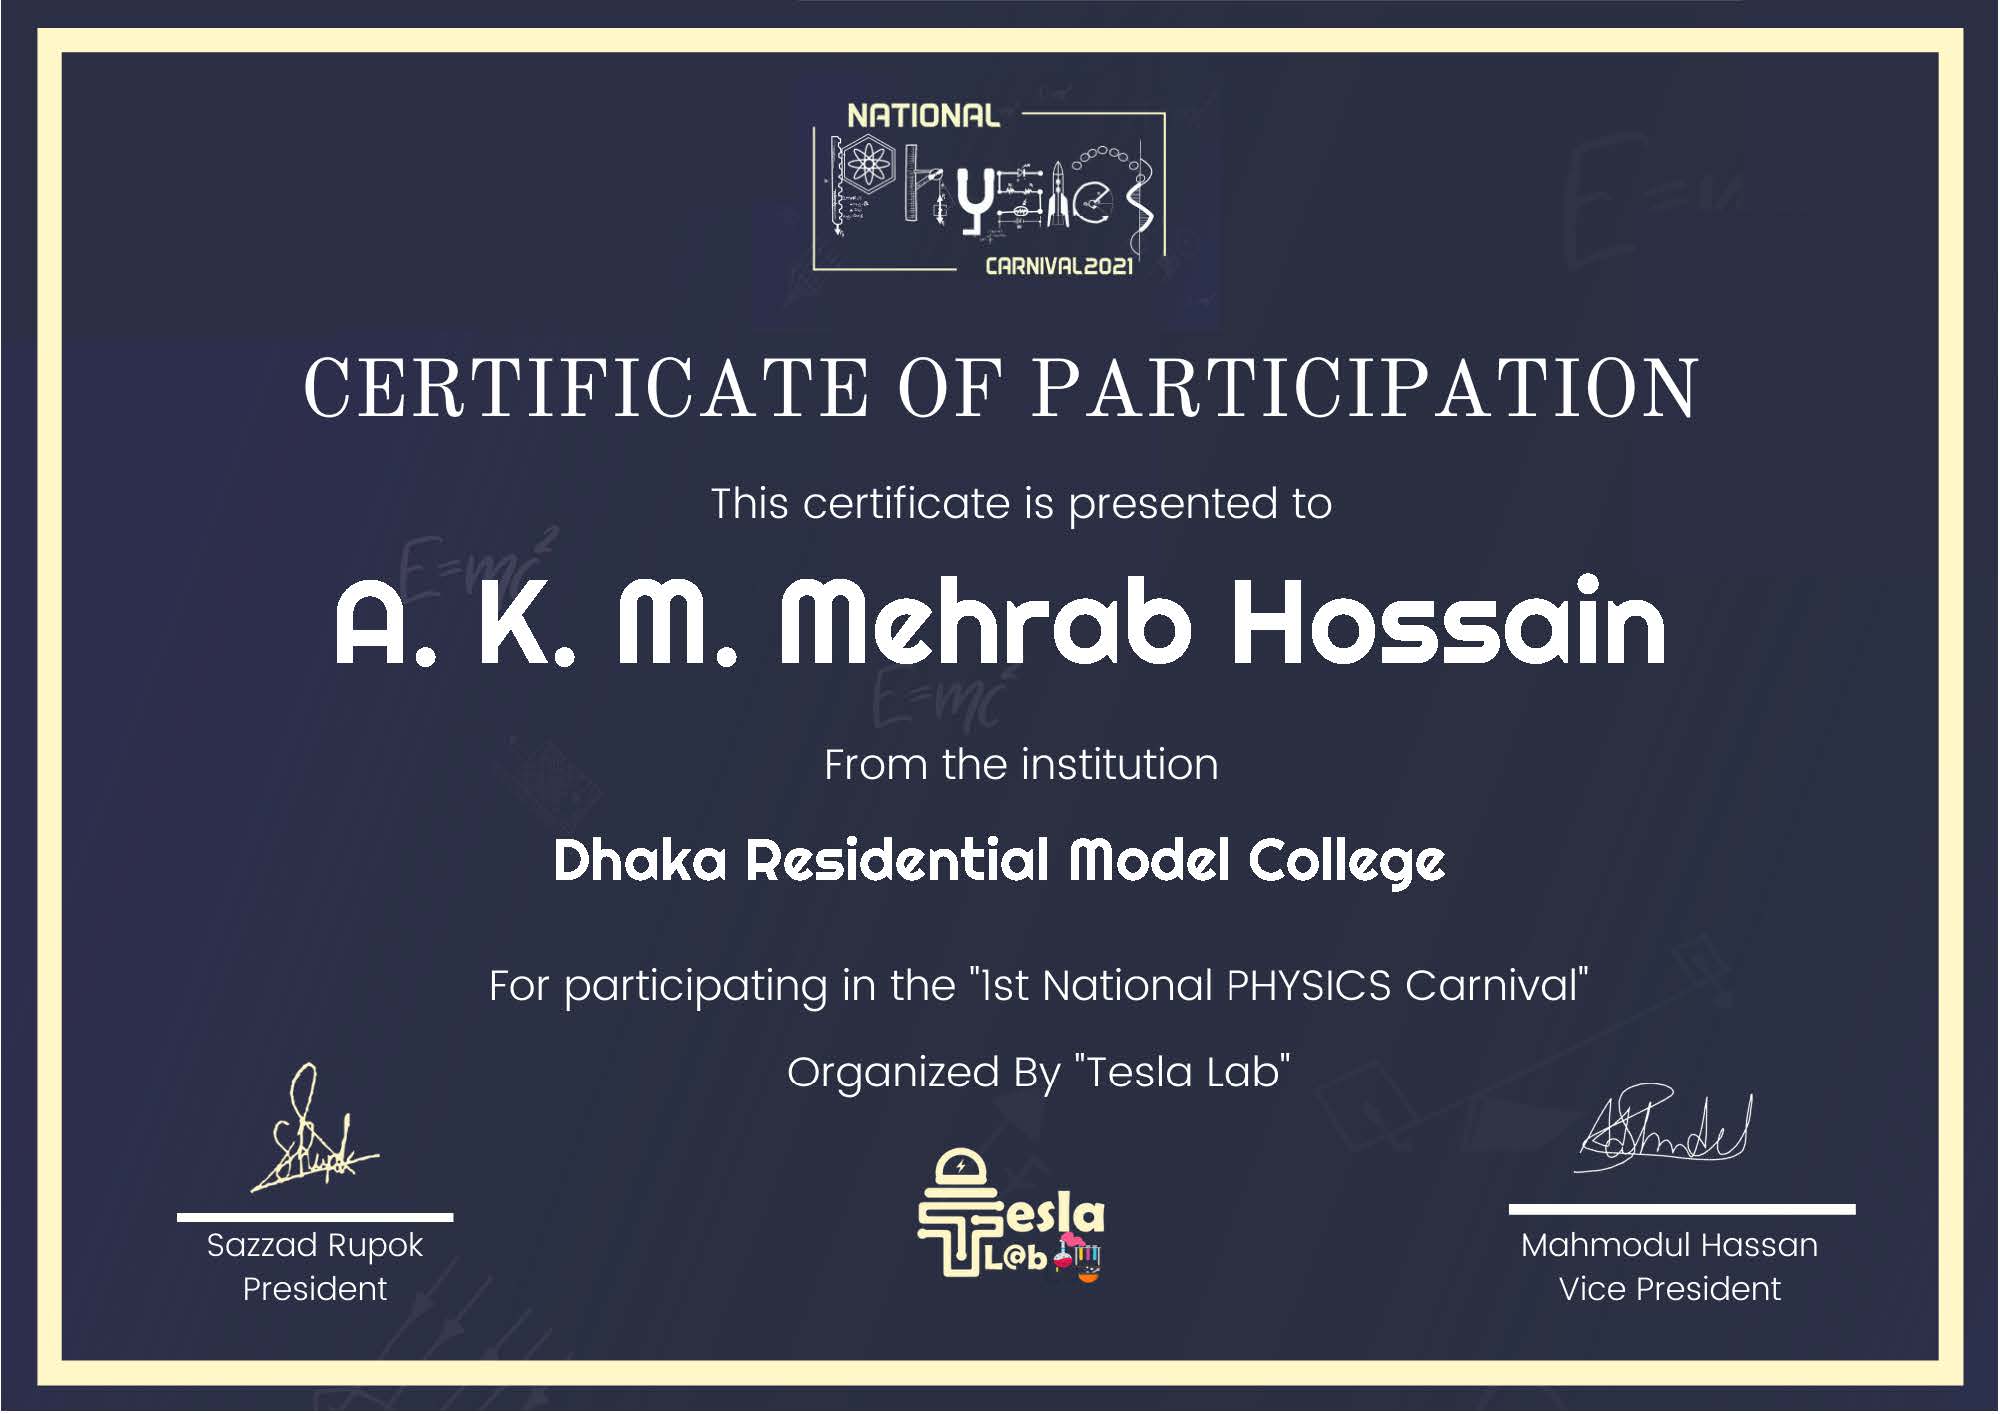 NATIONAL
Physics
CARNIVAL2021
CERTIFICATE OF PARTICIPATION
This certificate is presented to
E=mc²
A. K. M. Mehrab Hossain
E=mc²
From the institution
Dhaka Residential Model College
For participating in the "1st National PHYSICS Carnival"
Organized By "Tesla Lab"
Tesla
L@b
Sazzad Rupok
President
Mahmodul Hassan
Vice President